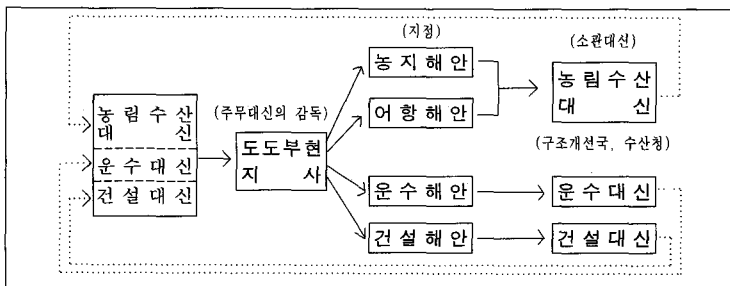 (지점)
(소관대신)
농 지 해 안
농 림 수 산
대 신
농 림 수 산
대 신
(주무대신의 감독)
어 항 해 안
도도부현
지 사
(구조개선국, 수산청)
운 수 대 신
운 수 해 안
운 수 대 신
건 설 대 신
건 설 해 안
건 설 대 신